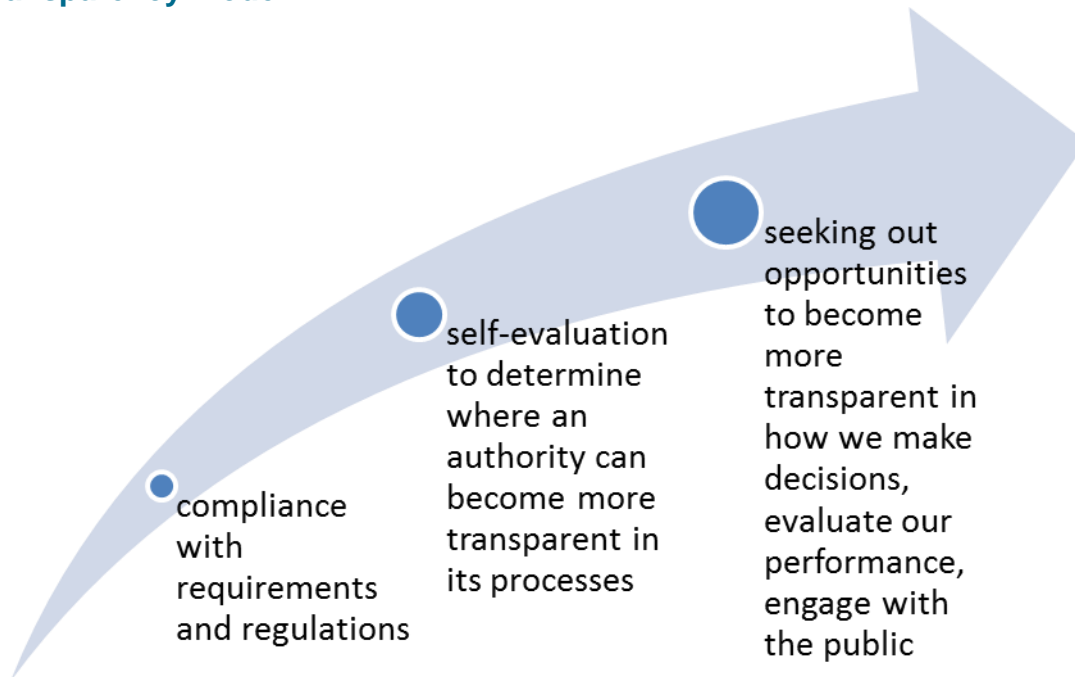 compliance
with
requirements
and regulations
self-evaluation
to determine
where an
authority can
become more
transparent in
its processes
seeking out
opportunities
to become
more
transparent in
how we make
decisions,
evaluate our
performance,
engage with
the public